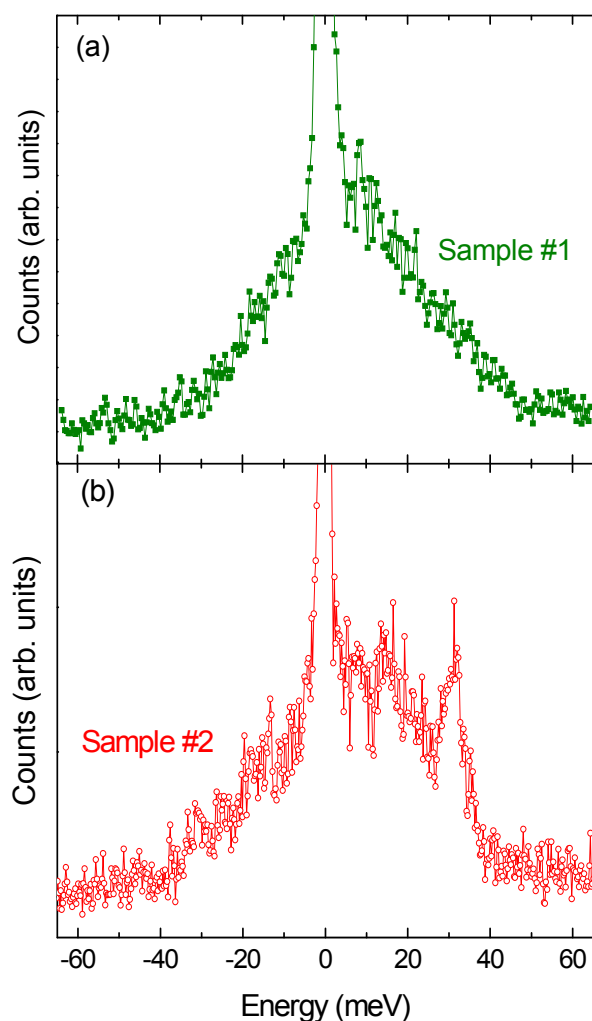 (a)
Counts (arb. units)
Sample #1
(b)
Counts (arb. units)
Sample #2
-60 -40 -20 0 20 40 60
Energy (meV)